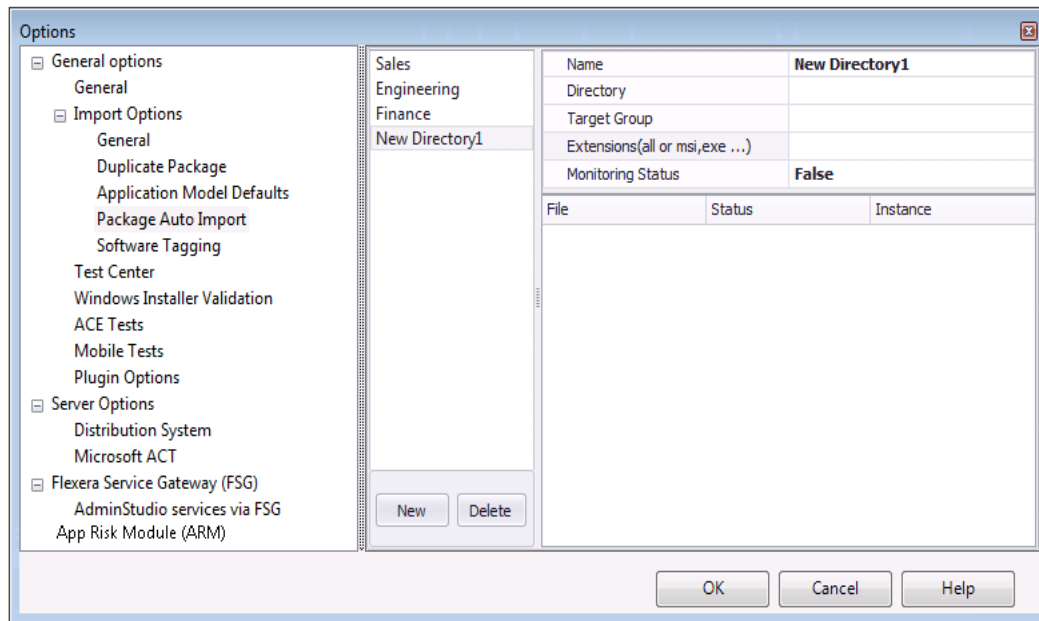 Options
General options
General
Import Options
General
Duplicate Package
Application Model Defaults
Package Auto Import
Software Tagging
Test Center
Windows Installer Validation
ACE Tests
Mobile Tests
Plugin Options
Server Options
Distribution System
Microsoft ACT
Flexera Service Gateway (FSG)
AdminStudio services via FSG
App Risk Module (ARM)
Sales
Engineering
Finance
New Directory1
New Delete
Name New Directory1
Directory
Target Group
Extensions(all or msi,exe ...)
Monitoring Status False
File Status Instance
OK Cancel Help